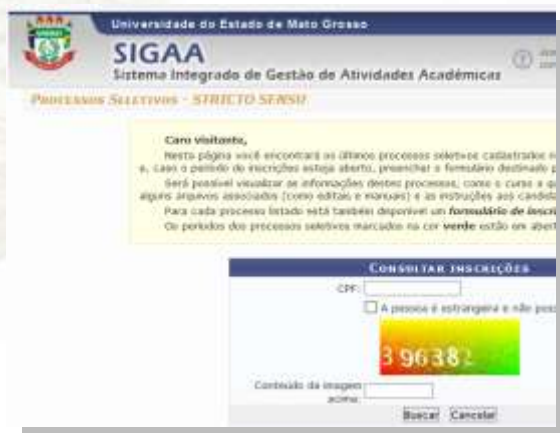 Universidade do Estado de Mato Grosso
SIGAA
Sistema Integrado de Gestão de Atividades Acadêmicas
PROCESSOS SELETIVOS - STRICTO SENSU
Caro visitante,
Nesta página você encontrará os últimos processos seletivos cadastrados
e, caso o período de inscrições esteja aberto, preencher o formulário destinado
Será possível visualizar as informações destes processos, como o curso a
alguns arquivos associados (como editais e manuais) e as instruções aos
Para cada processo listado está também disponível um formulário de
Os períodos dos processos seletivos marcados na cor verde estão em
CONSULTAR INSCRIÇÕES
CPF:
A pessoa é estrangeira e não
39638
Conteúdo da imagem
acima:
Buscar Cancelar